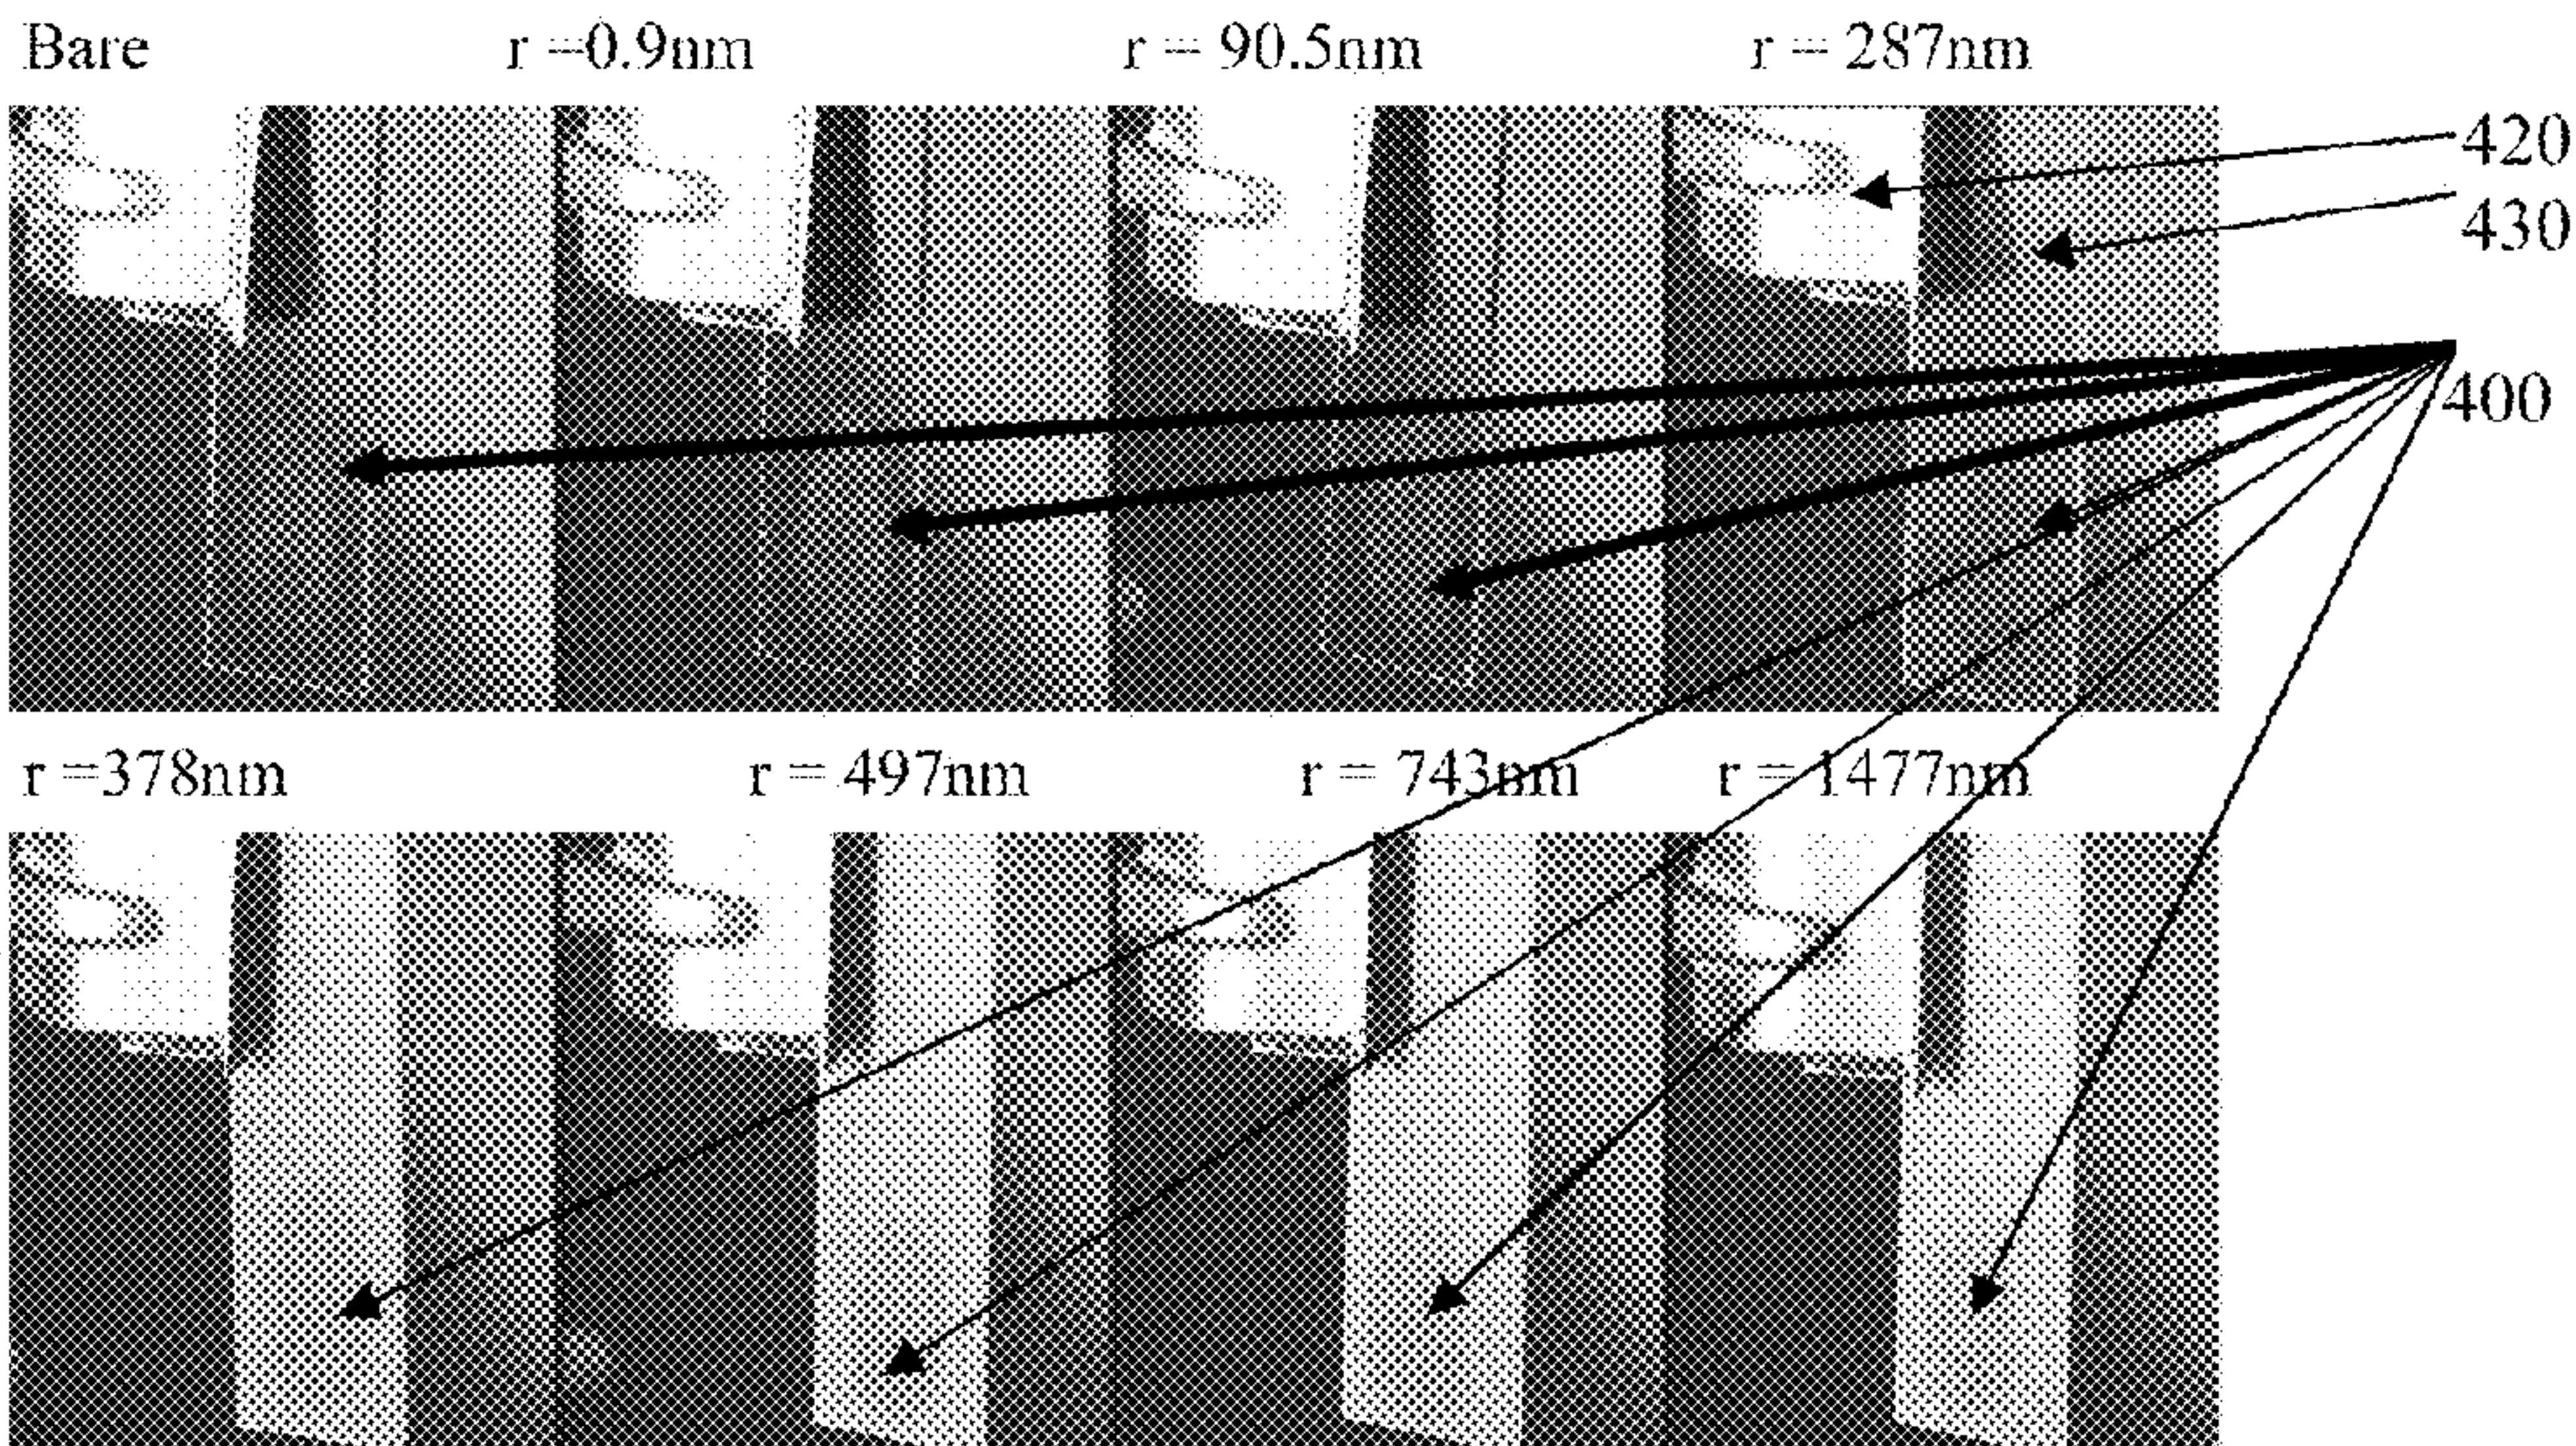 Bare r =0.9nm r = 90.5nm r = 287nm
420
430
400
r =378nm r = 497nm r = 743nm r = 1477nm